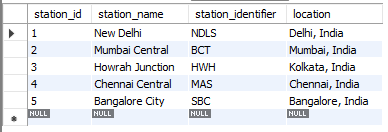 station_id station_name station_identifier location
1 New Delhi NDLS Delhi, India
2 Mumbai Central BCT Mumbai, India
3 Howrah Junction HWH Kolkata, India
4 Chennai Central MAS Chennai, India
5 Bangalore City SBC Bangalore, India
NULL NULL NULL NULL